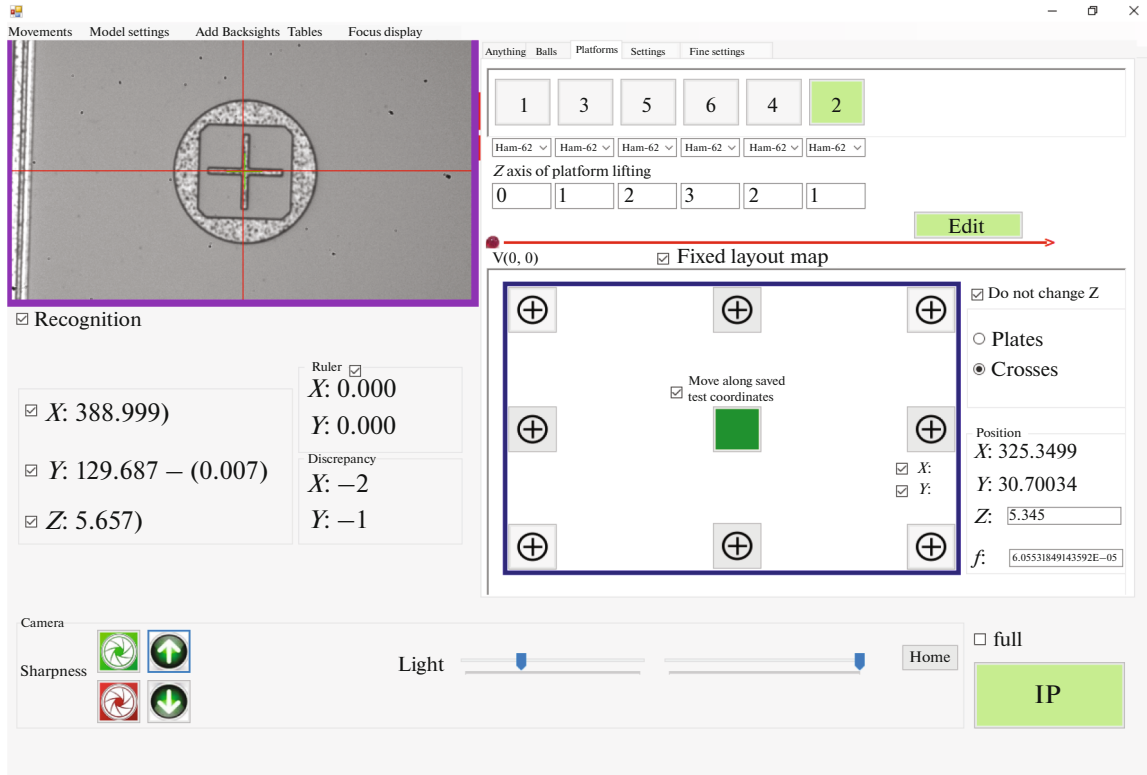 Movements Model settings Add Backsights Tables Focus display
Anything Balls Platforms Settings Fine settings
1 3 5 6 4 2
Ham-62 Ham-62 Ham-62 Ham-62 Ham-62 Ham-62
Z axis of platform lifting
0 1 2 3 2 1
Edit
V(0, 0)
Fixed layout map
Do not change Z
Plates
Crosses
Move along saved
test coordinates
X:
Y:
Position
X: 325.3499
Y: 30.70034
Z: 5.345
f: 6.05531849143592E−05
Recognition
X: 388.999)
Y: 129.687 − (0.007)
Z: 5.657)
Ruler
X: 0.000
Y: 0.000
Discrepancy
X: −2
Y: −1
Camera
Sharpness
Light
Home
full
IP